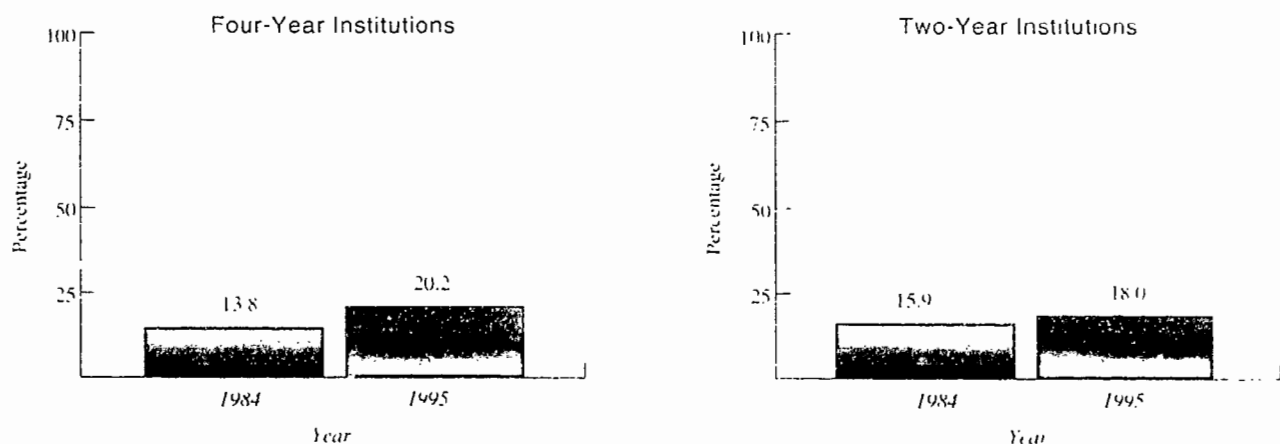 Four-Year Institutions
100
75
50
25
Percentage
13.8
20.2
1984
1995
Year
Two-Year Institutions
100
75
50
25
Percentage
15.9
18.0
1984
1995
Year